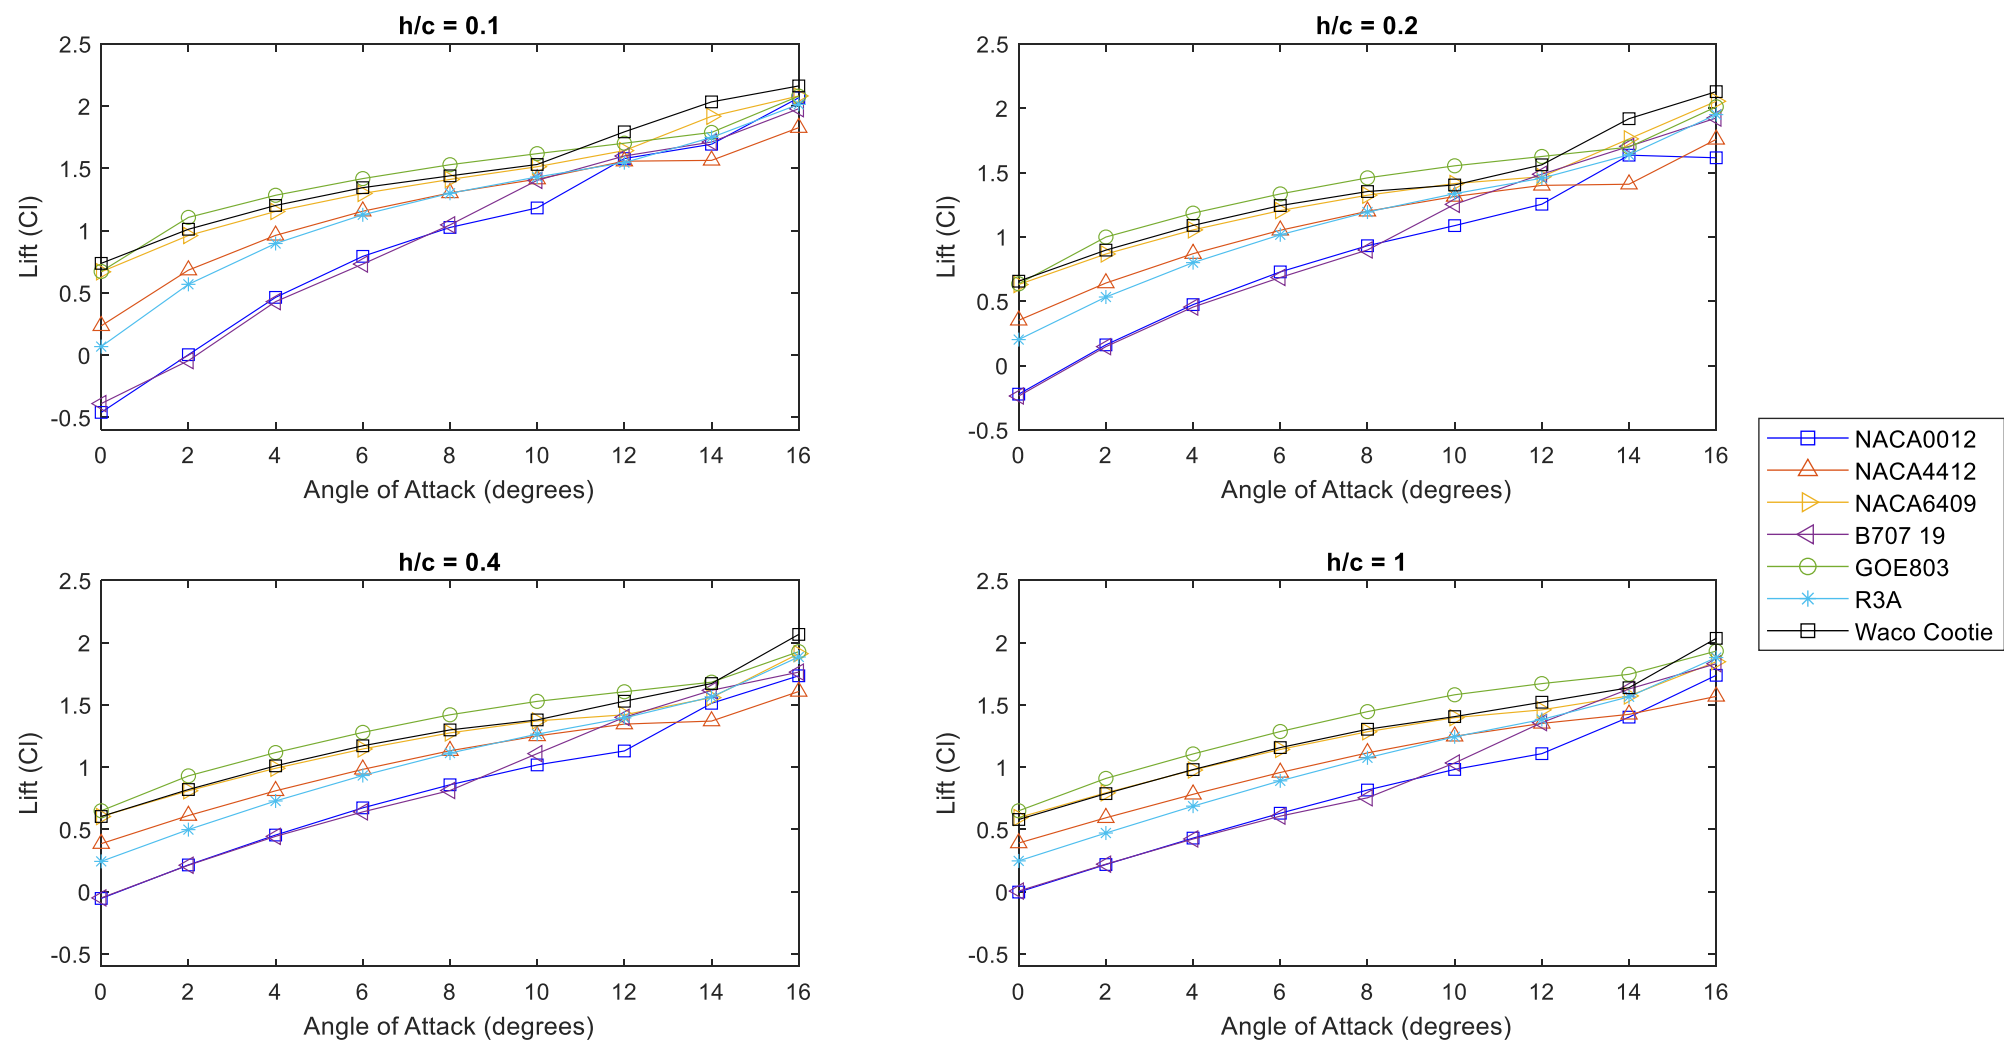 h/c = 0.1
2.5
2
1.5
1
0.5
0
-0.5
0 2 4 6 8 10 12 14 16
Lift (Cl)
Angle of Attack (degrees)
h/c = 0.2
2.5
2
1.5
1
0.5
0
-0.5
0 2 4 6 8 10 12 14 16
Lift (Cl)
Angle of Attack (degrees)
h/c = 0.4
2.5
2
1.5
1
0.5
0
-0.5
0 2 4 6 8 10 12 14 16
Lift (Cl)
Angle of Attack (degrees)
h/c = 1
2.5
2
1.5
1
0.5
0
-0.5
0 2 4 6 8 10 12 14 16
Lift (Cl)
Angle of Attack (degrees)
NACA0012
NACA4412
NACA6409
B707 19
GOE803
R3A
Waco Cootie